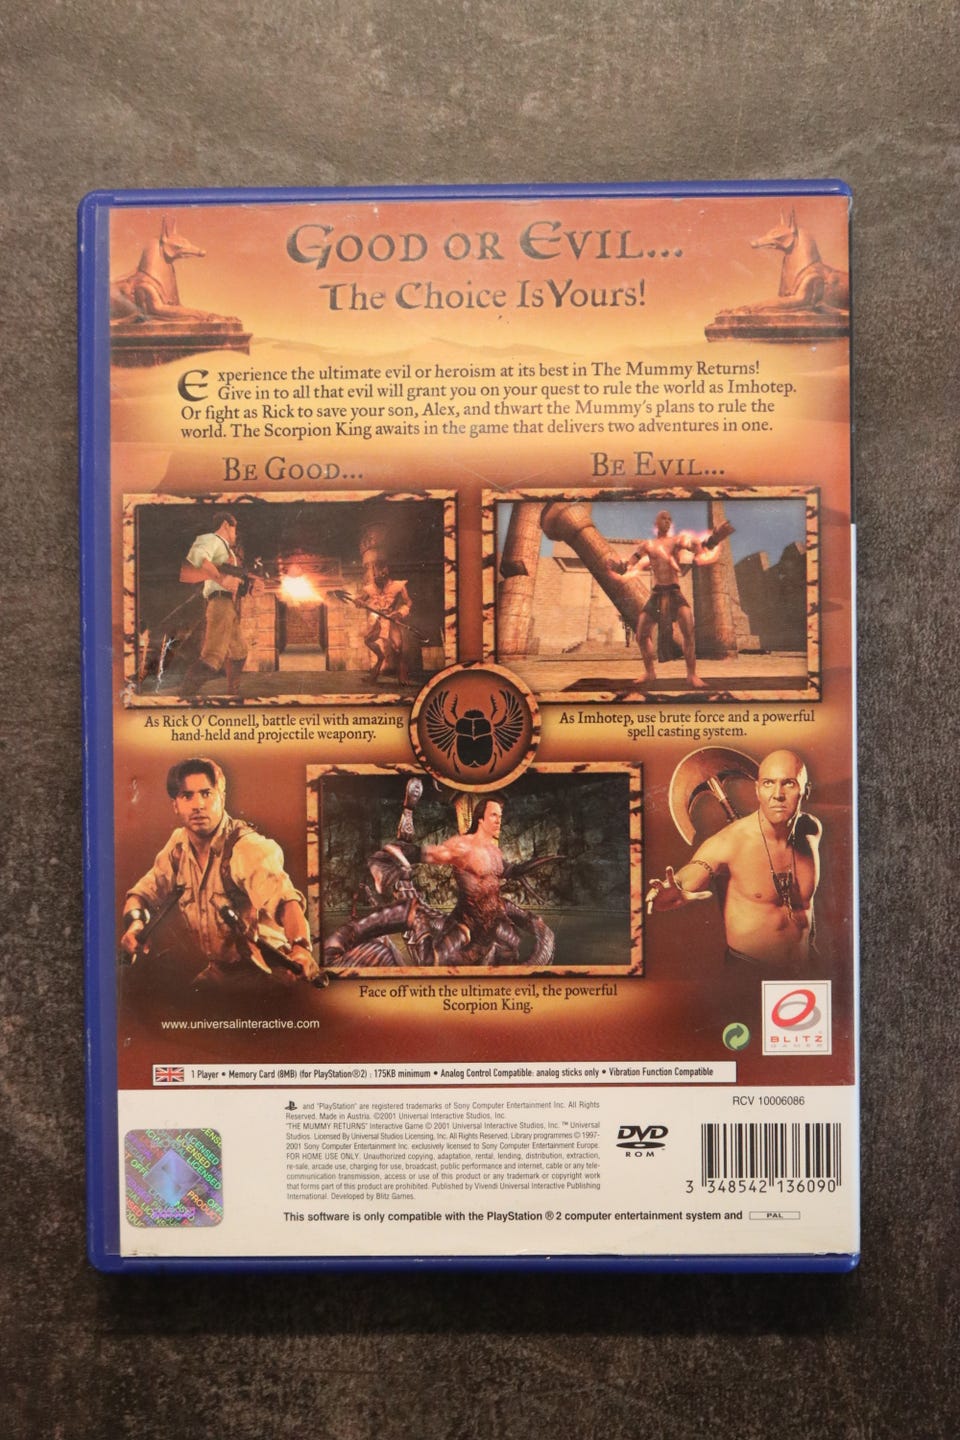 GOOD OR EVIL...
The Choice Is Yours!
Experience the ultimate evil or heroism at its best in The Mummy Returns!
Give in to all that evil will grant you on your quest to rule the world as Imhotep.
Or fight as Rick to save your son, Alex, and thwart the Mummy's plans to rule the
world. The Scorpion King awaits in the game that delivers two adventures in one.
BE GOOD...
BE EVIL...
As Rick O' Connell, battle evil with amazing
hand-held and projectile weaponry.
As Imhotep, use brute force and a powerful
spell casting system.
Face off with the ultimate evil, the powerful
Scorpion King.
www.universalinteractive.com
BLITZ
GAMES
1 Player • Memory Card (8MB) (for PlayStation®2) : 175KB minimum • Analog Control Compatible: analog sticks only • Vibration Function Compatible
RCV 10006086
and "PlayStation" are registered trademarks of Sony Computer Entertainment Inc. All Rights
Reserved. Made in Austria. ©2001 Universal Interactive Studios, Inc.
"THE MUMMY RETURNS" Interactive Game © 2001 Universal Interactive Studios, Inc. ™ Universal
Studios. Licensed By Universal Studios Licensing, Inc. All Rights Reserved. Library programmes © 1997-
2001 Sony Computer Entertainment Inc. exclusively licensed to Sony Computer Entertainment Europe.
FOR HOME USE ONLY. Unauthorized copying, adaptation, rental, lending, distribution, extraction,
re-sale, arcade use, charging for use, broadcast, public performance and internet, cable or any tele-
communication transmission, access or use of this product or any trademark or copyright work
that forms part of this product are prohibited. Published by Vivendi Universal Interactive Publishing
International. Developed by Blitz Games.
DVD
ROM
3 348542 136090
This software is only compatible with the PlayStation ® 2 computer entertainment system and PAL